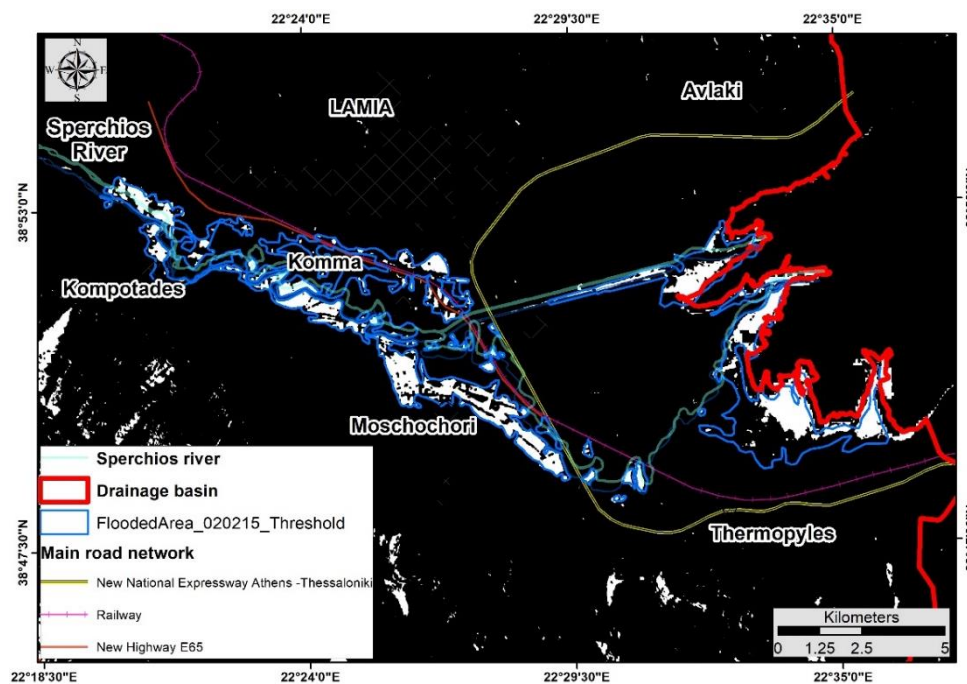 22°24'0"E
22°29'30"E
22°35'0"E
N
W
E
S
LAMIA
Avlaki
Sperchios
River
38°53'0"N
Komma
Kompotades
Moschochori
Thermopyles
38°47'30"N
Sperchios river
Drainage basin
FloodedArea_020215_Threshold
Main road network
New National Expressway Athens -Thessaloniki
Railway
New Highway E65
Kilometers
0 1.25 2.5 5
22°18'30"E
22°24'0"E
22°29'30"E
22°35'0"E